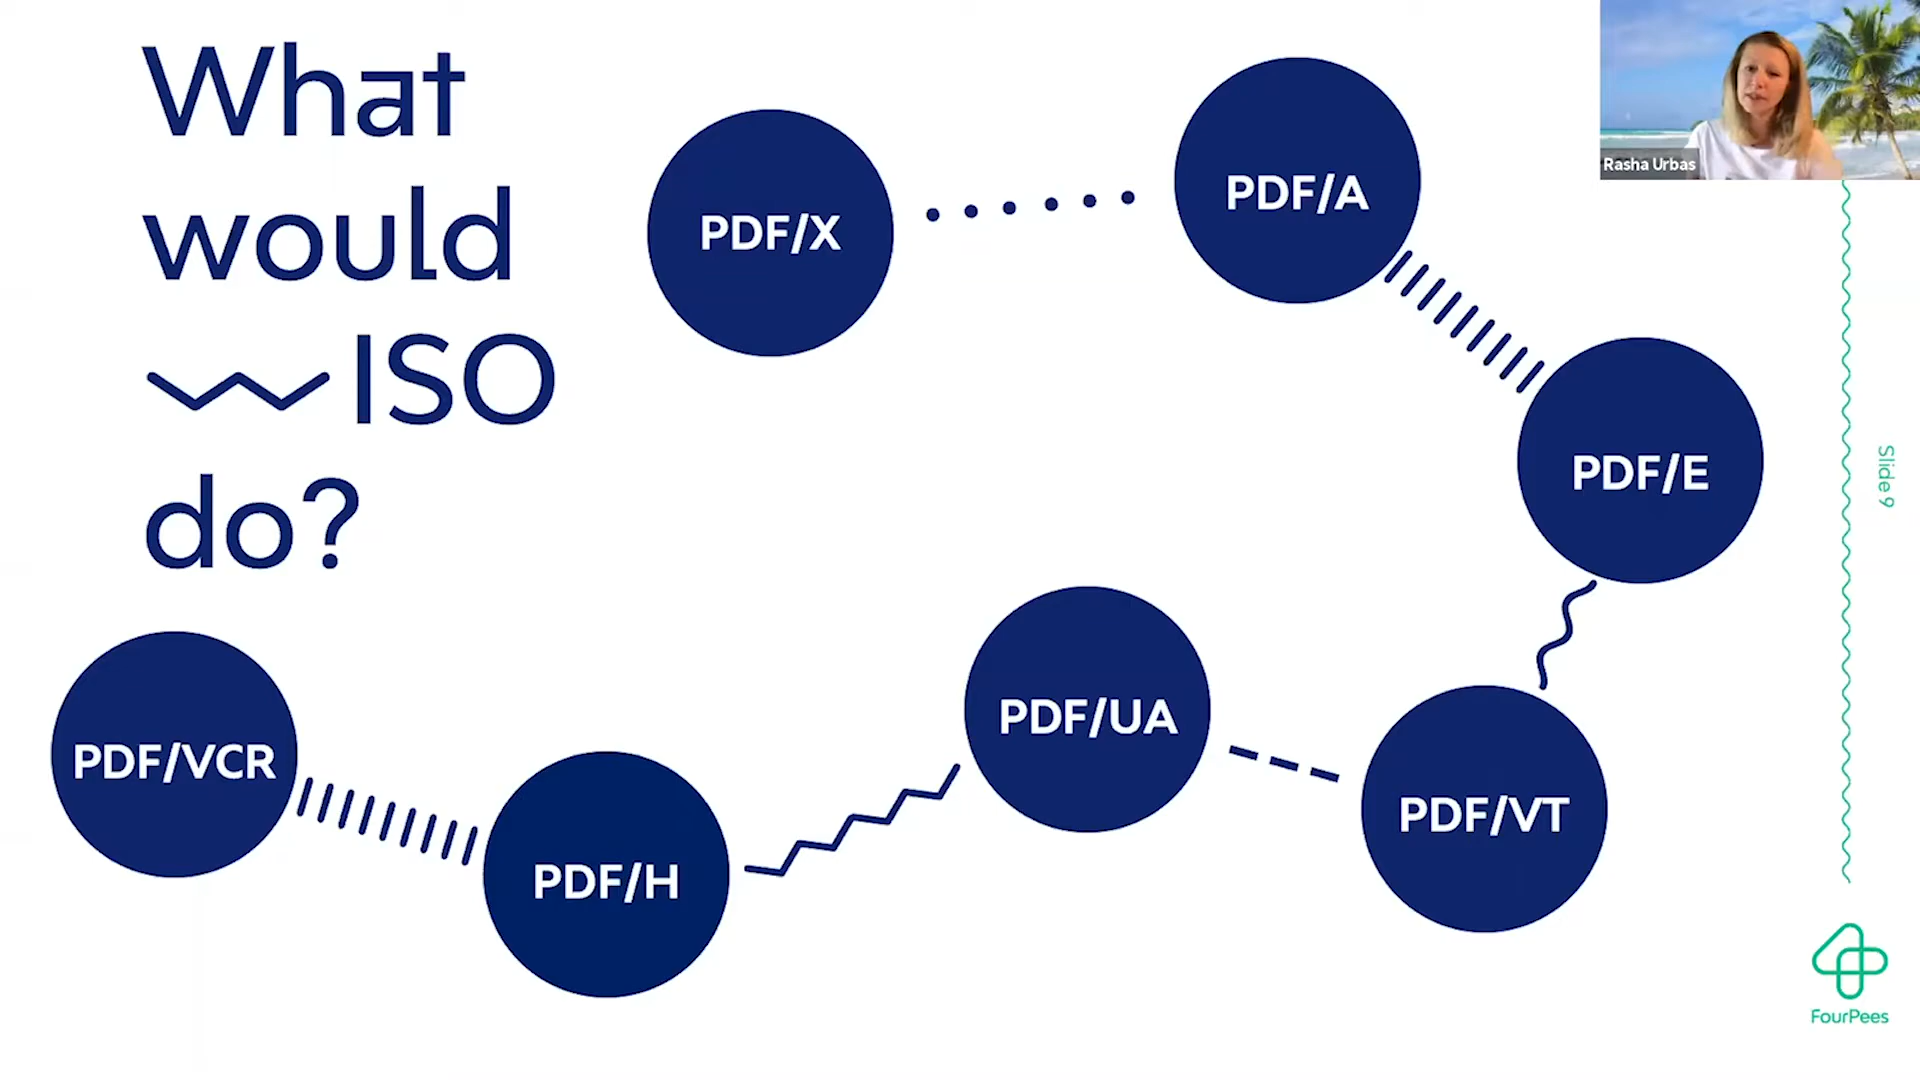 What
would
ISO
do?
PDF/X
PDF/A
PDF/E
PDF/VT
PDF/UA
PDF/H
PDF/VCR
Rasha Urbas
Slide 9
FourPees